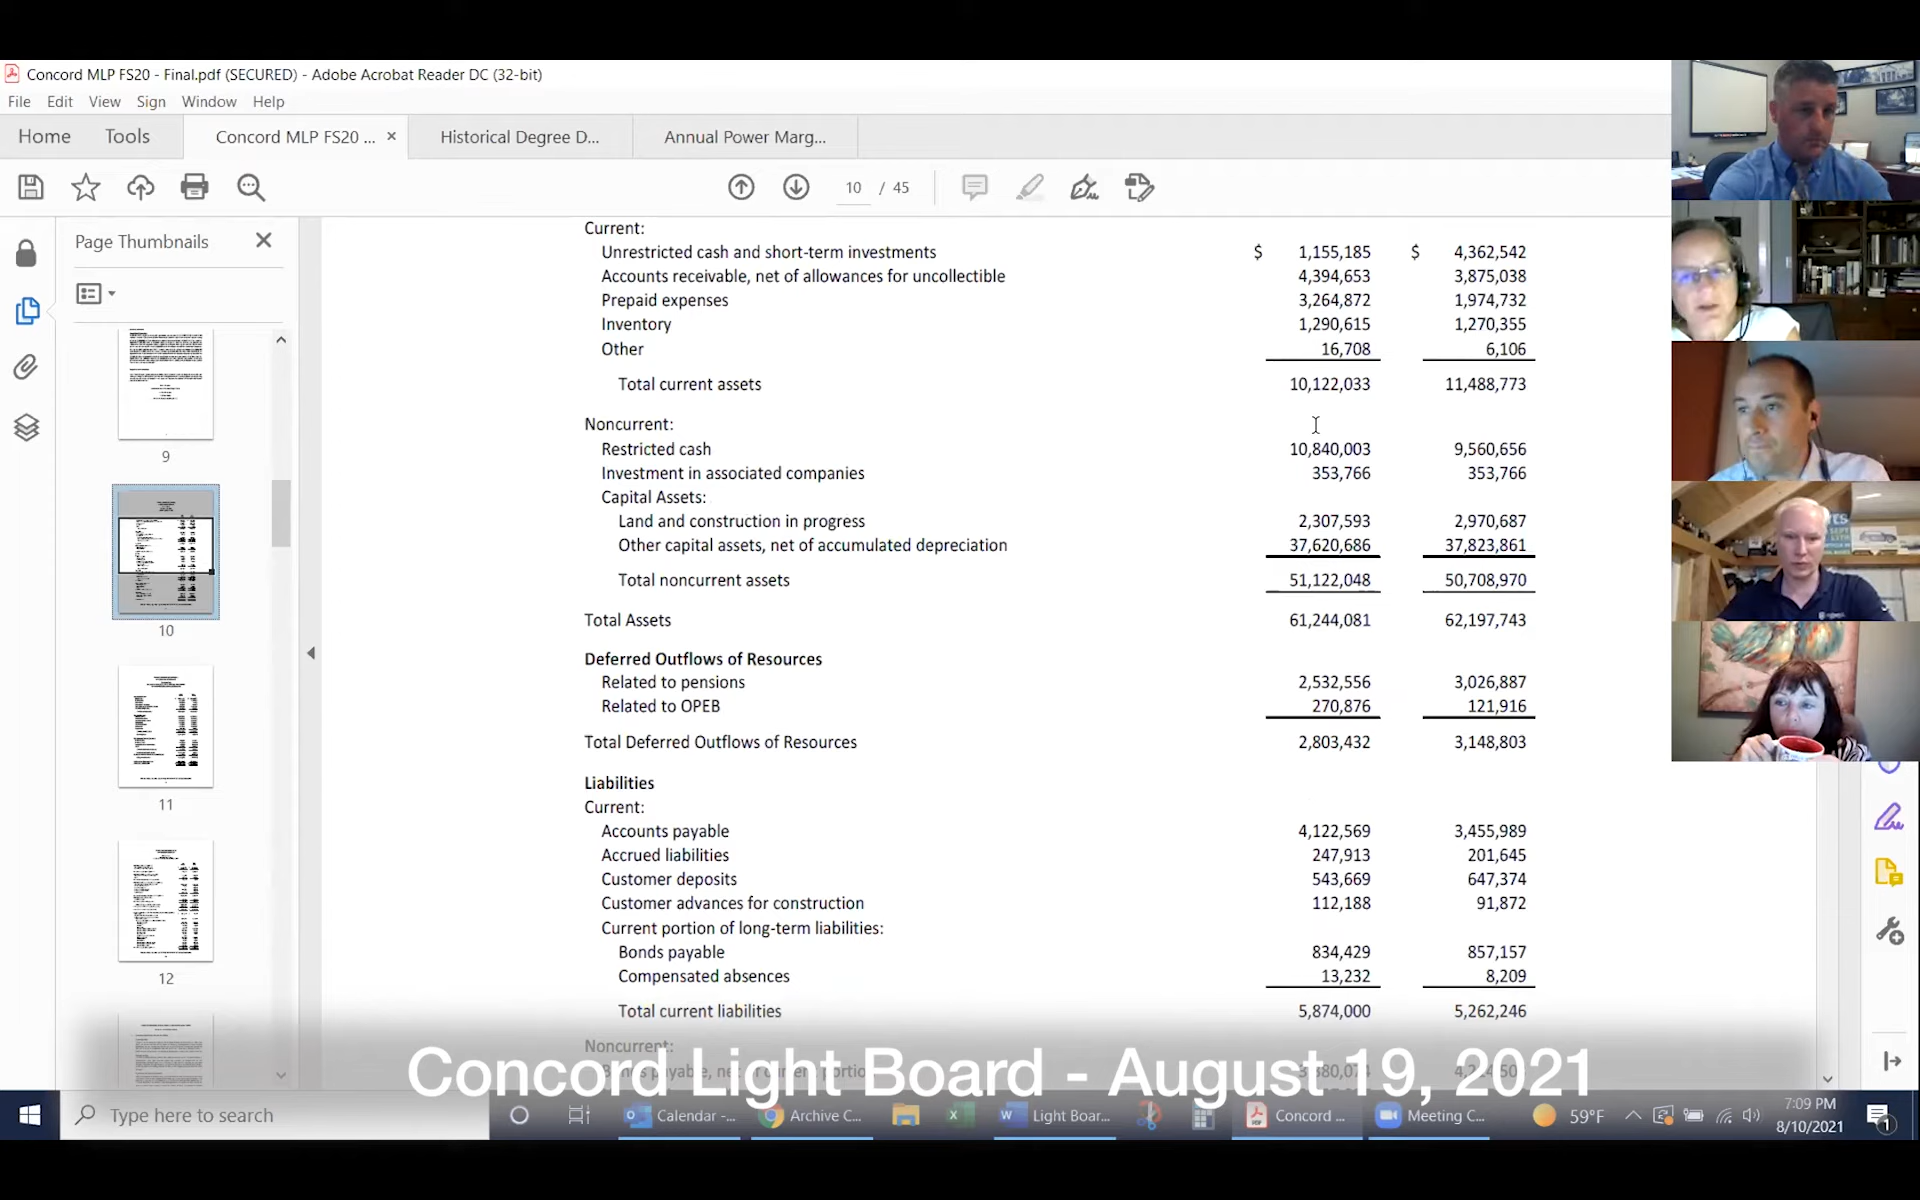 Concord MLP FS20 - Final.pdf (SECURED) - Adobe Acrobat Reader DC (32-bit)
File Edit View Sign Window Help
Home Tools Concord MLP FS20 ... × Historical Degree D... Annual Power Marg...
10 / 45
Page Thumbnails
9
10
11
12
Current:
Unrestricted cash and short-term investments $ 1,155,185 $ 4,362,542
Accounts receivable, net of allowances for uncollectible 4,394,653 3,875,038
Prepaid expenses 3,264,872 1,974,732
Inventory 1,290,615 1,270,355
Other 16,708 6,106
Total current assets 10,122,033 11,488,773
Noncurrent:
Restricted cash 10,840,003 9,560,656
Investment in associated companies 353,766 353,766
Capital Assets:
Land and construction in progress 2,307,593 2,970,687
Other capital assets, net of accumulated depreciation 37,620,686 37,823,861
Total noncurrent assets 51,122,048 50,708,970
Total Assets 61,244,081 62,197,743
Deferred Outflows of Resources
Related to pensions 2,532,556 3,026,887
Related to OPEB 270,876 121,916
Total Deferred Outflows of Resources 2,803,432 3,148,803
Liabilities
Current:
Accounts payable 4,122,569 3,455,989
Accrued liabilities 247,913 201,645
Customer deposits 543,669 647,374
Customer advances for construction 112,188 91,872
Current portion of long-term liabilities:
Bonds payable 834,429 857,157
Compensated absences 13,232 8,209
Total current liabilities 5,874,000 5,262,246
Noncurrent:
Concord Light Board - August 19, 2021
Type here to search
Calendar -... Archive C... Light Boar... Concord ... Meeting C... 59°F
7:09 PM
8/10/2021
1